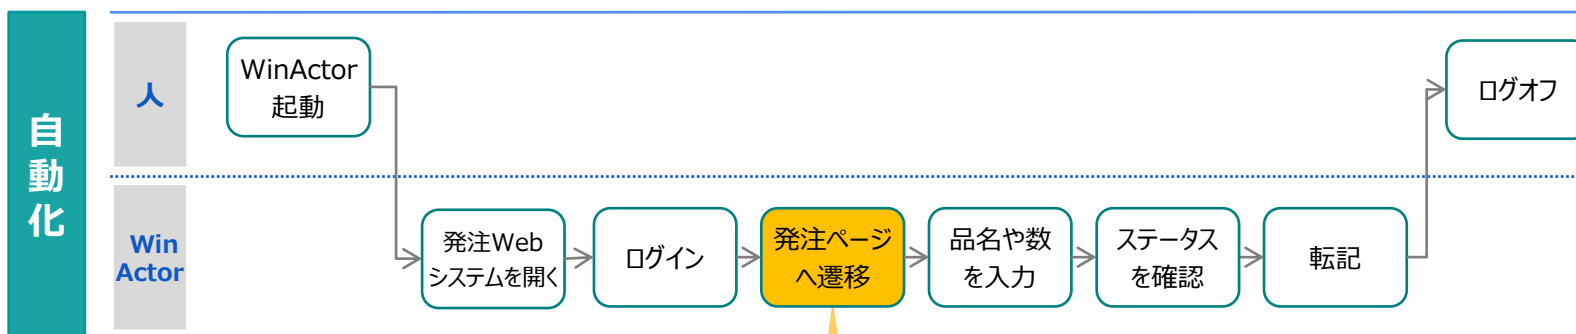 自動化
人
WinActor
起動
ログオフ
Win
Actor
発注Web
システムを開く
ログイン
発注ページ
へ遷移
品名や数
を入力
ステータス
を確認
転記